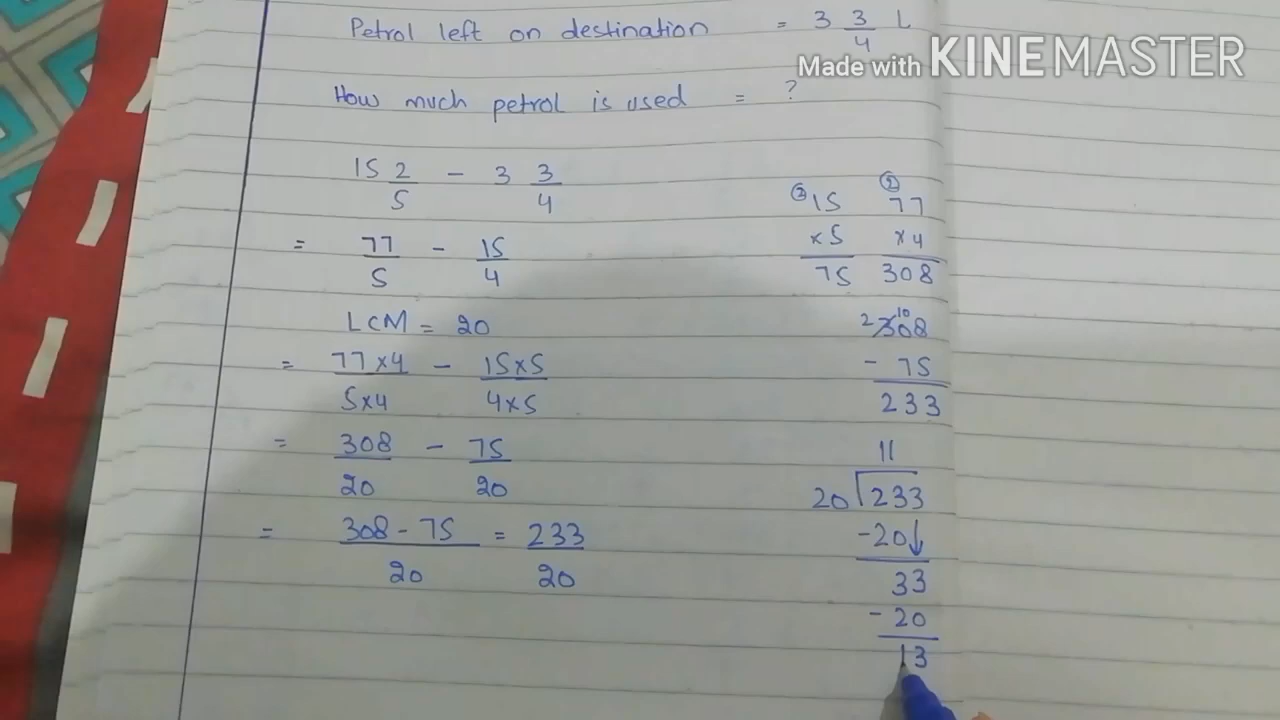 Petrol left on destination = 3 3/4 L
Made with KINEMASTER
How much petrol is used = ?
15 2/5 - 3 3/4
= 77/5 - 15/4
LCM = 20
= 77×4/5×4 - 15×5/4×5
= 308/20 - 75/20
= 308-75/20 = 233/20
② 15
×5
75
② 77
×4
308
2 10
308
- 75
233
11
20 233
-20↓
33
- 20
13